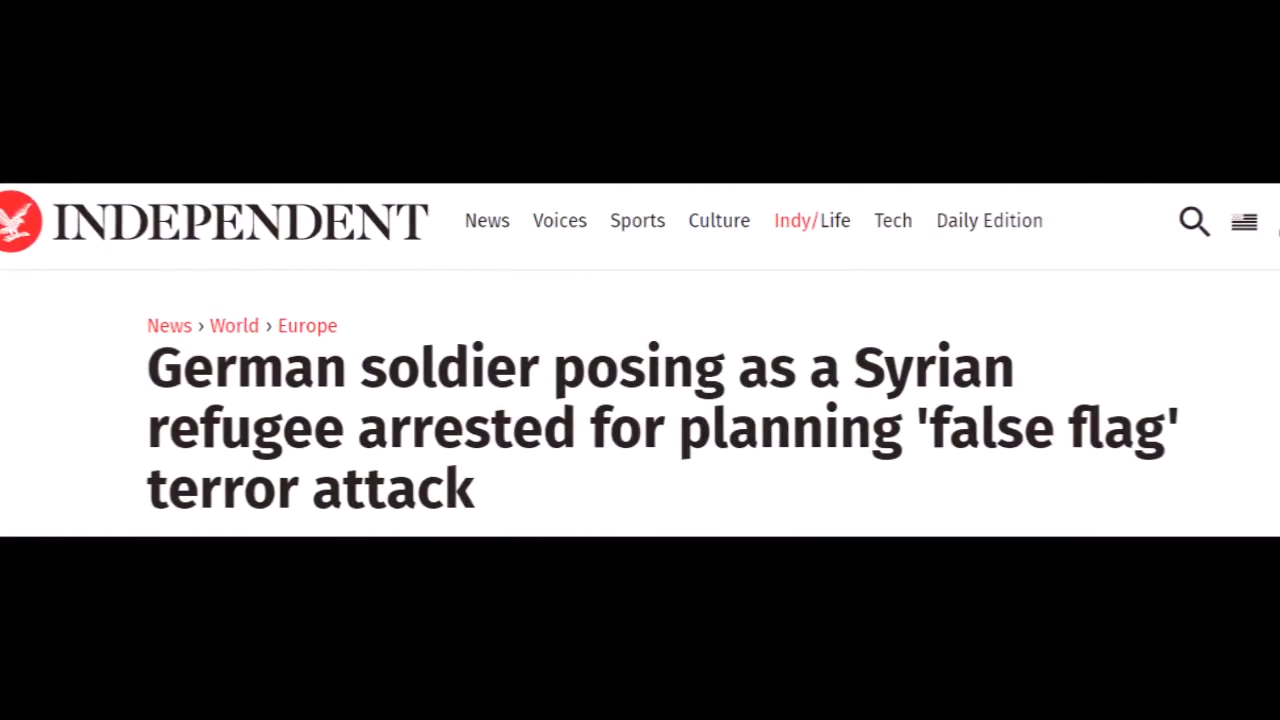 INDEPENDENT News Voices Sports Culture Indy/Life Tech Daily Edition
News › World › Europe
German soldier posing as a Syrian
refugee arrested for planning 'false flag'
terror attack